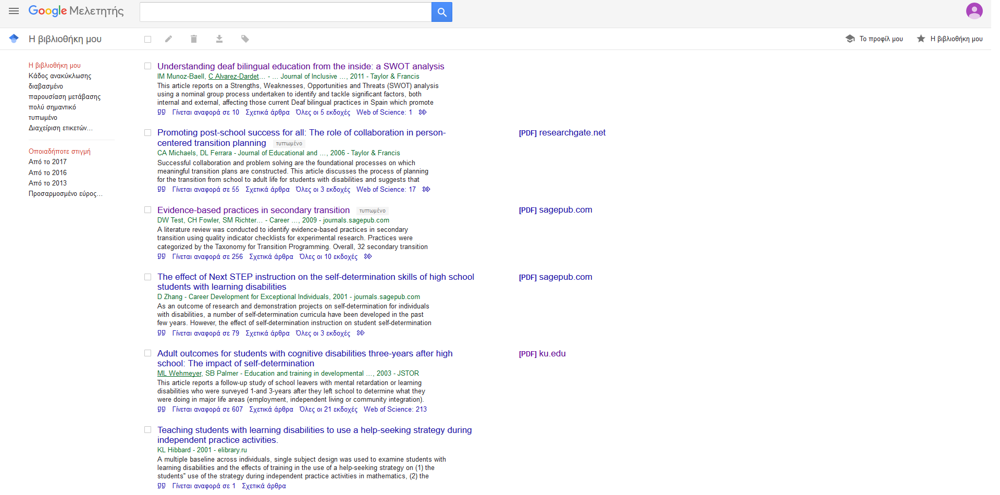 Google Μελετητής
Η βιβλιοθήκη μου
Το προφίλ μου
Η βιβλιοθήκη μου
Η βιβλιοθήκη μου
Κάδος ανακύκλωσης
διαβασμένο
παρουσίαση μετάβασης
πολύ σημαντικό
τυπωμένο
Διαχείριση ετικετών…
Οποιαδήποτε στιγμή
Από το 2017
Από το 2016
Από το 2013
Προσαρμοσμένο εύρος…
Understanding deaf bilingual education from the inside: a SWOT analysis
IM Munoz-Baell, C Alvarez-Dardet… - … Journal of Inclusive …, 2011 - Taylor & Francis
This article reports on a Strengths, Weaknesses, Opportunities and Threats (SWOT) analysis
using a nominal group process undertaken to identify and tackle significant factors, both
internal and external, affecting those current Deaf bilingual practices in Spain which promote
Γίνεται αναφορά σε 10 Σχετικά άρθρα Όλες οι 5 εκδοχές Web of Science: 1
Promoting post-school success for all: The role of collaboration in person-
centered transition planning τυπωμένο
[PDF] researchgate.net
CA Michaels, DL Ferrara - Journal of Educational and …, 2006 - Taylor & Francis
Successful collaboration and problem solving are the foundational processes on which
meaningful transition plans are constructed. This article discusses the process of planning
for the transition from school to adult life for students with disabilities and suggests that
Γίνεται αναφορά σε 55 Σχετικά άρθρα Όλες οι 3 εκδοχές Web of Science: 17
Evidence-based practices in secondary transition τυπωμένο
[PDF] sagepub.com
DW Test, CH Fowler, SM Richter… - Career …, 2009 - journals.sagepub.com
A literature review was conducted to identify evidence-based practices in secondary
transition using quality indicator checklists for experimental research. Practices were
categorized by the Taxonomy for Transition Programming. Overall, 32 secondary transition
Γίνεται αναφορά σε 256 Σχετικά άρθρα Όλες οι 10 εκδοχές
The effect of Next STEP instruction on the self-determination skills of high school
students with learning disabilities
[PDF] sagepub.com
D Zhang - Career Development for Exceptional Individuals, 2001 - journals.sagepub.com
As an outcome of research and demonstration projects on self-determination for individuals
with disabilities, a number of self-determination curricula have been developed in the past
few years. However, the effect of self-determination instruction on student self-determination
Γίνεται αναφορά σε 79 Σχετικά άρθρα Όλες οι 3 εκδοχές
Adult outcomes for students with cognitive disabilities three-years after high
school: The impact of self-determination
[PDF] ku.edu
ML Wehmeyer, SB Palmer - Education and training in developmental …, 2003 - JSTOR
This article reports a follow-up study of school leavers with mental retardation or learning
disabilities who were surveyed 1-and 3-years after they left school to determine what they
were doing in major life areas (employment, independent living or community integration).
Γίνεται αναφορά σε 607 Σχετικά άρθρα Όλες οι 21 εκδοχές Web of Science: 213
Teaching students with learning disabilities to use a help-seeking strategy during
independent practice activities.
KL Hibbard - 2001 - elibrary.ru
A multiple baseline across individuals, single subject design was used to examine students with
learning disabilities and the effects of training in the use of a help-seeking strategy on (1) the
students" use of the strategy during independent practice activities in mathematics, (2) the
Γίνεται αναφορά σε 1 Σχετικά άρθρα